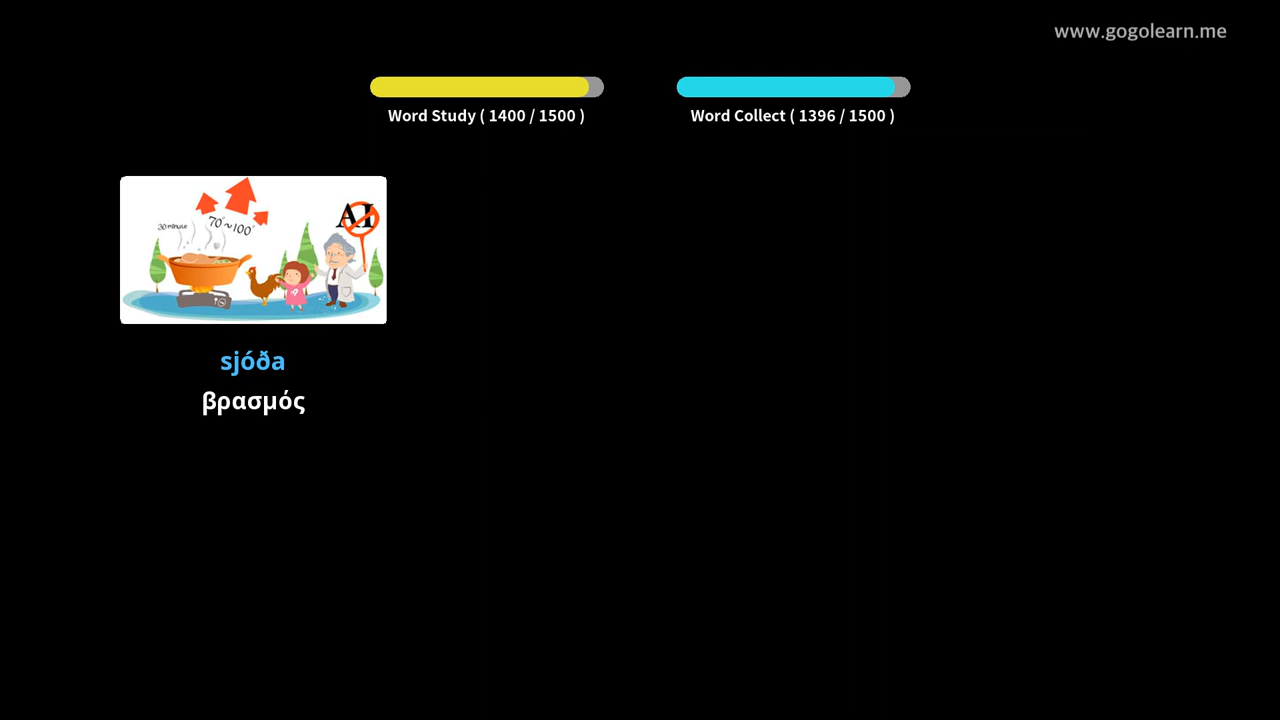 www.gogolearn.me
Word Study ( 1400 / 1500 )
Word Collect ( 1396 / 1500 )
30 minute
70°~100°
AI
sjóða
βρασμός